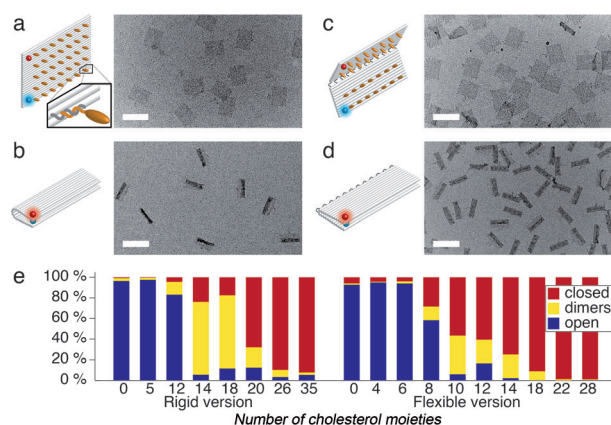 a
c
b
d
e
100 %
80 %
60 %
40 %
20 %
0 %
closed
dimers
open
0 5 12 14 18 20 26 35 0 4 6 8 10 12 14 18 22 28
Rigid version Flexible version
Number of cholesterol moieties